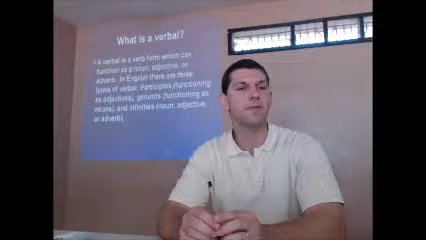 What is a verbal?
A verbal is a verb form which can
function as a noun, adjective, or
adverb. In English there are three
types of verbal: Participles (functioning
as adjectives), gerunds (functioning as
nouns), and infinities (noun, adjective,
or adverb).